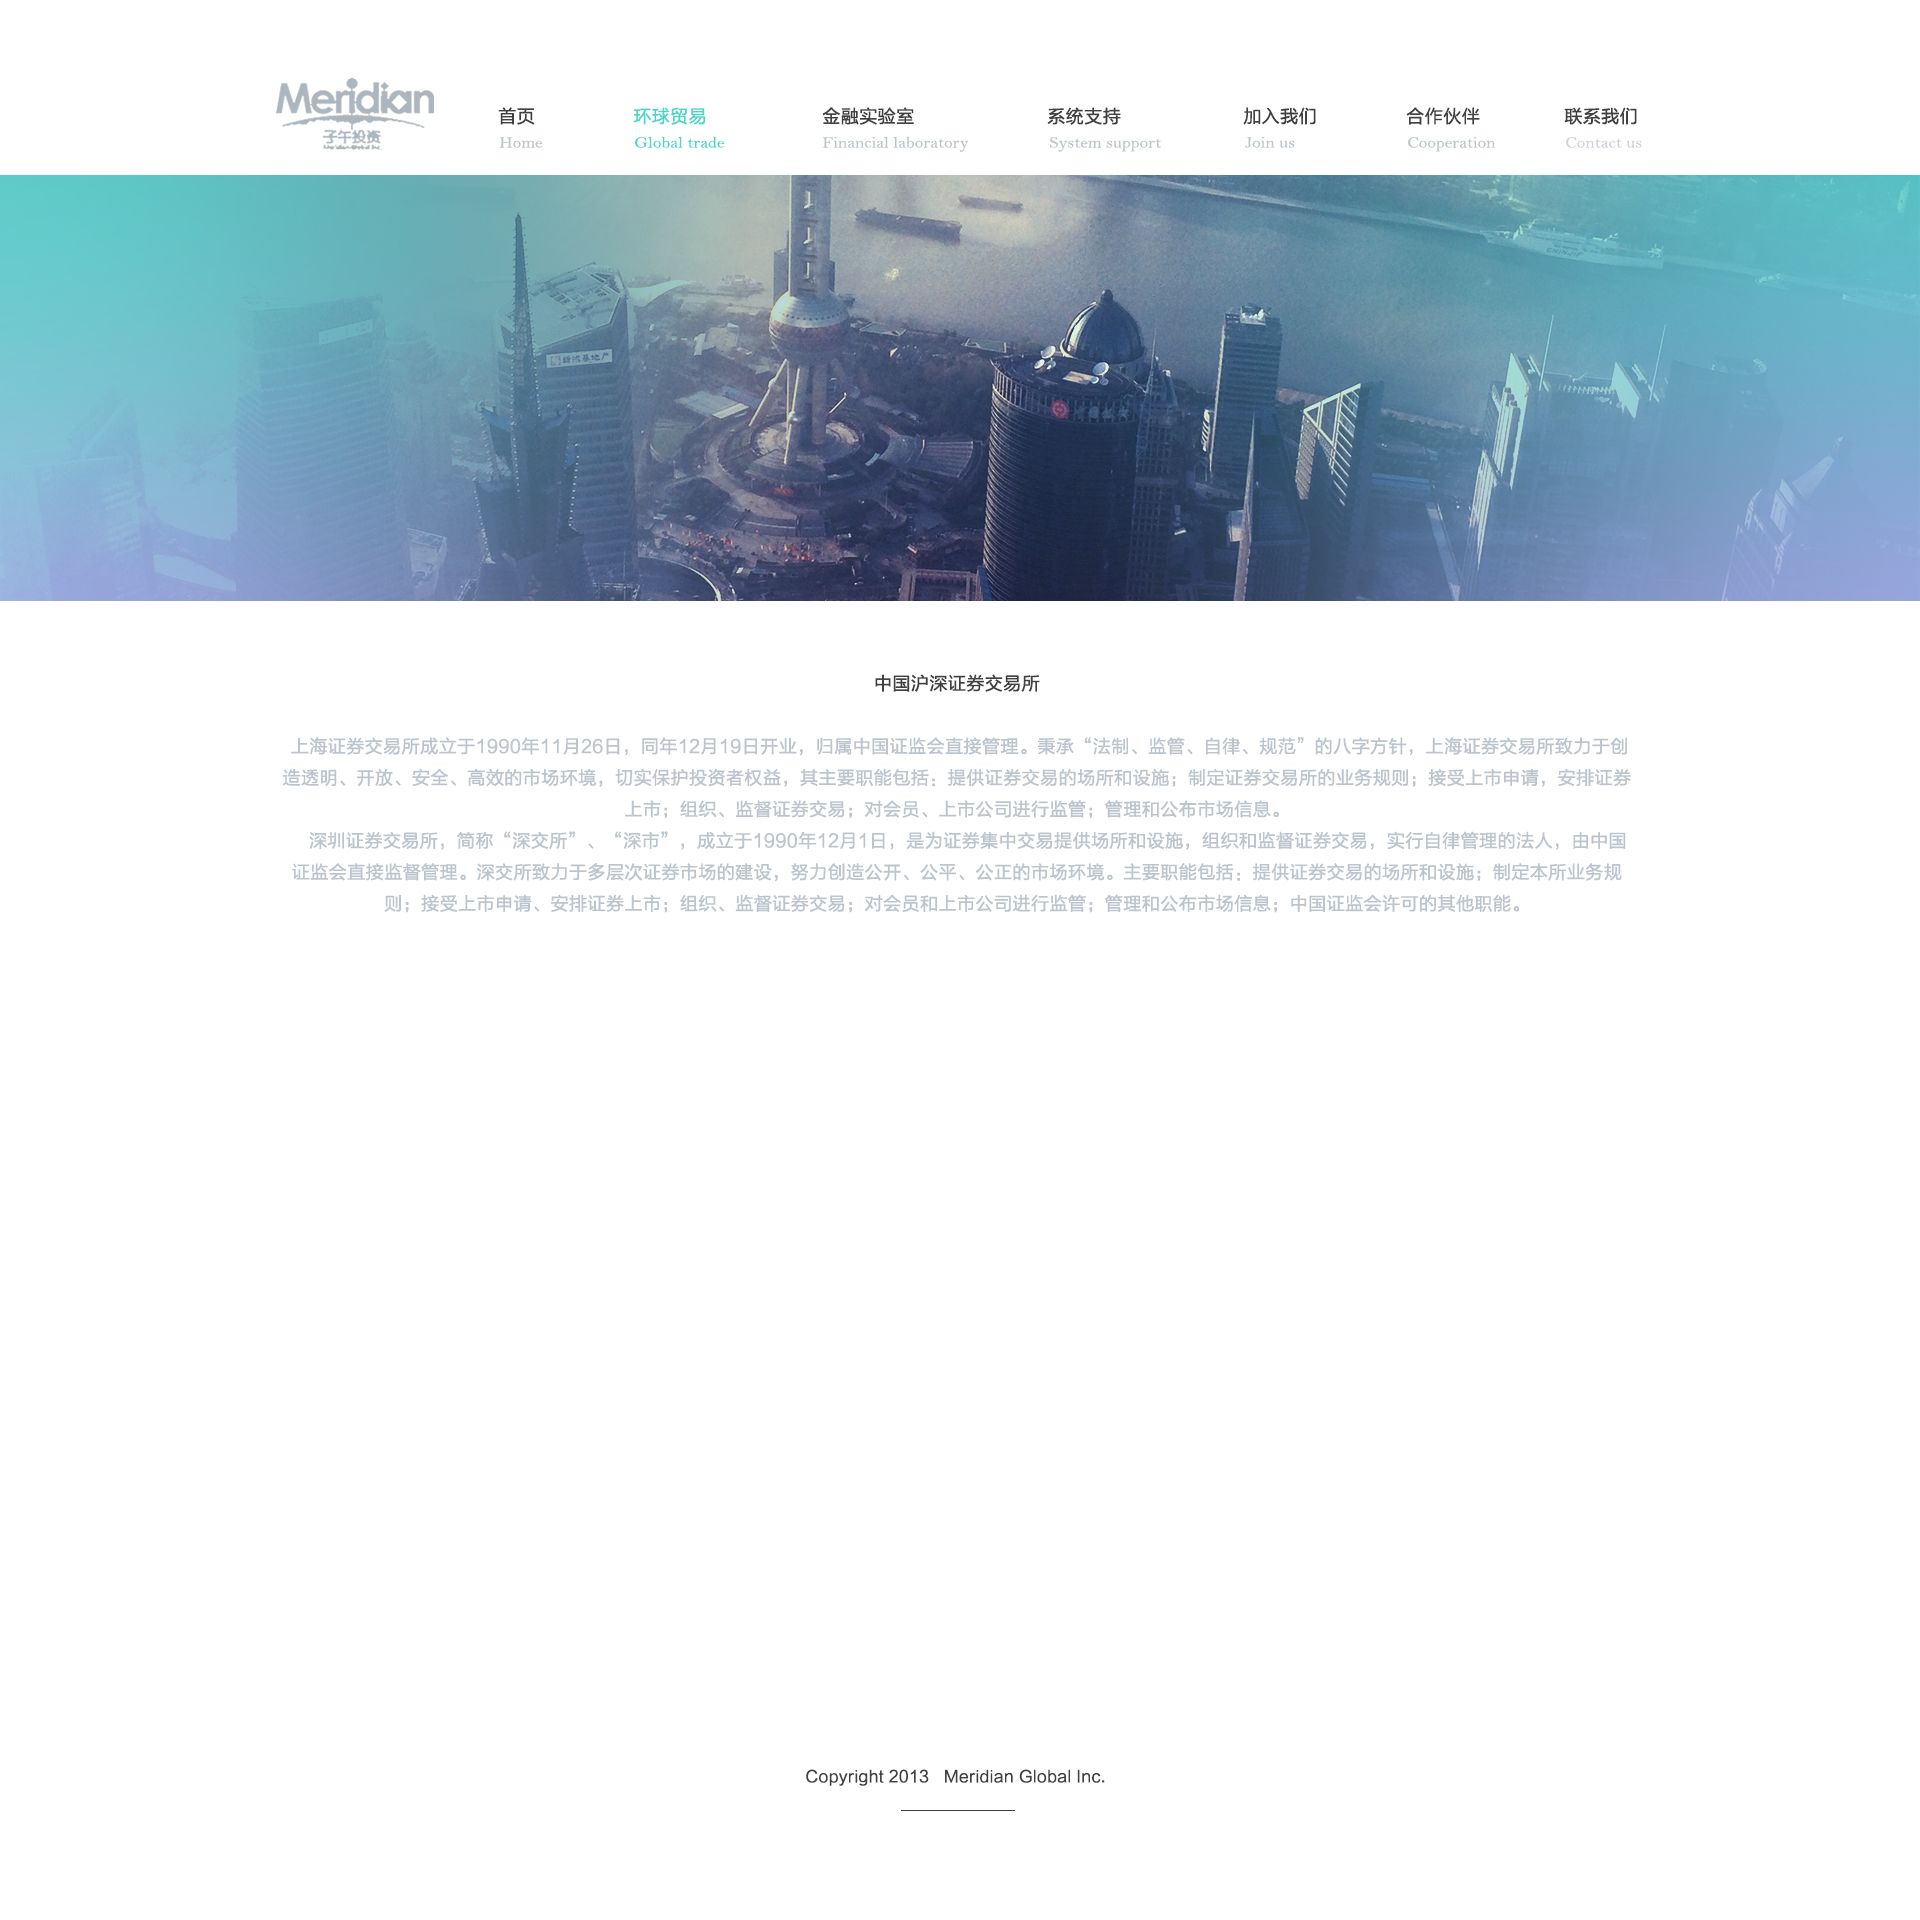 Meridian
子午投资
首页
Home
环球贸易
Global trade
金融实验室
Financial laboratory
系统支持
System support
加入我们
Join us
合作伙伴
Cooperation
联系我们
Contact us
新鸿基地产
中国沪深证券交易所
上海证券交易所成立于1990年11月26日，同年12月19日开业，归属中国证监会直接管理。秉承“法制、监管、自律、规范”的八字方针，上海证券交易所致力于创
造透明、开放、安全、高效的市场环境，切实保护投资者权益，其主要职能包括：提供证券交易的场所和设施；制定证券交易所的业务规则；接受上市申请，安排证券
上市；组织、监督证券交易；对会员、上市公司进行监管；管理和公布市场信息。
深圳证券交易所，简称“深交所”、“深市”，成立于1990年12月1日，是为证券集中交易提供场所和设施，组织和监督证券交易，实行自律管理的法人，由中国
证监会直接监督管理。深交所致力于多层次证券市场的建设，努力创造公开、公平、公正的市场环境。主要职能包括：提供证券交易的场所和设施；制定本所业务规
则；接受上市申请、安排证券上市；组织、监督证券交易；对会员和上市公司进行监管；管理和公布市场信息；中国证监会许可的其他职能。
Copyright 2013 Meridian Global Inc.